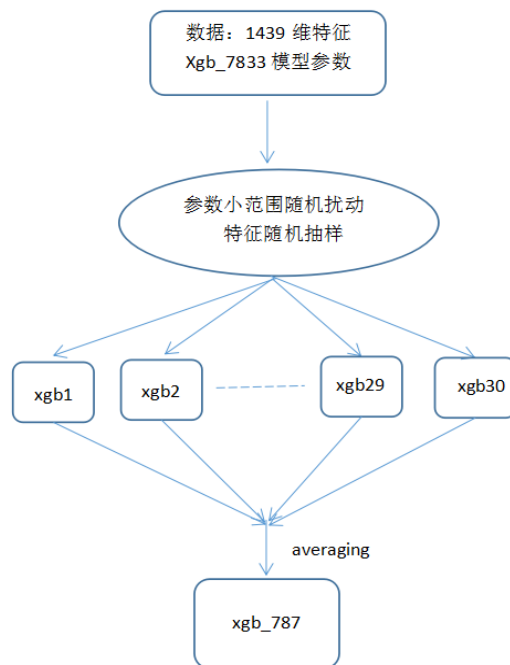 数据：1439 维特征
Xgb_7833 模型参数
参数小范围随机扰动
特征随机抽样
xgb1
xgb2
xgb29
xgb30
averaging
xgb_787